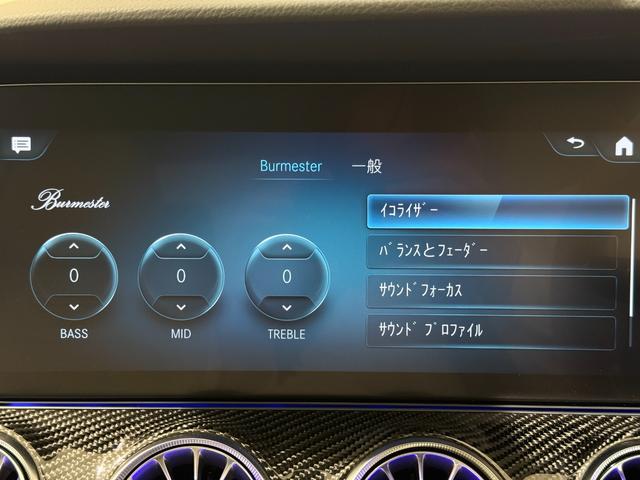 Burmester 一般
Burmester
ｲｺﾗｲｻﾞｰ
ﾊﾞﾗﾝｽとﾌｪｰﾀﾞｰ
ｻｳﾝﾄﾞﾌｫｰｶｽ
ｻｳﾝﾄﾞ ﾌﾟﾛﾌｧｲﾙ
0 0 0
BASS MID TREBLE